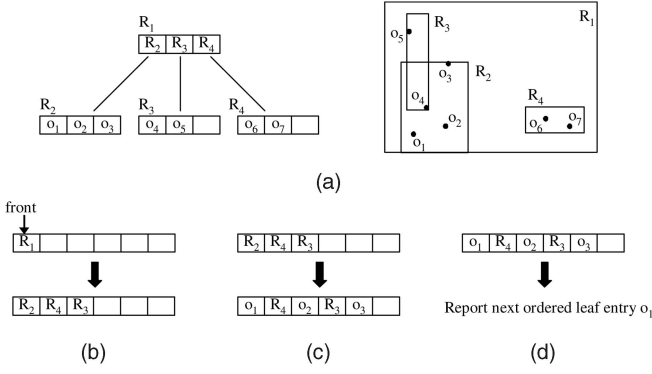 R1
R2 R3 R4
R2
o1 o2 o3
R3
o4 o5
R4
o6 o7
R1
R3
o5
o3
R2
o4
R4
o2
o1
o6 o7
(a)
front
R1
R2 R4 R3
(b)
R2 R4 R3
o1 R4 o2 R3 o3
(c)
o1 R4 o2 R3 o3
Report next ordered leaf entry o1
(d)